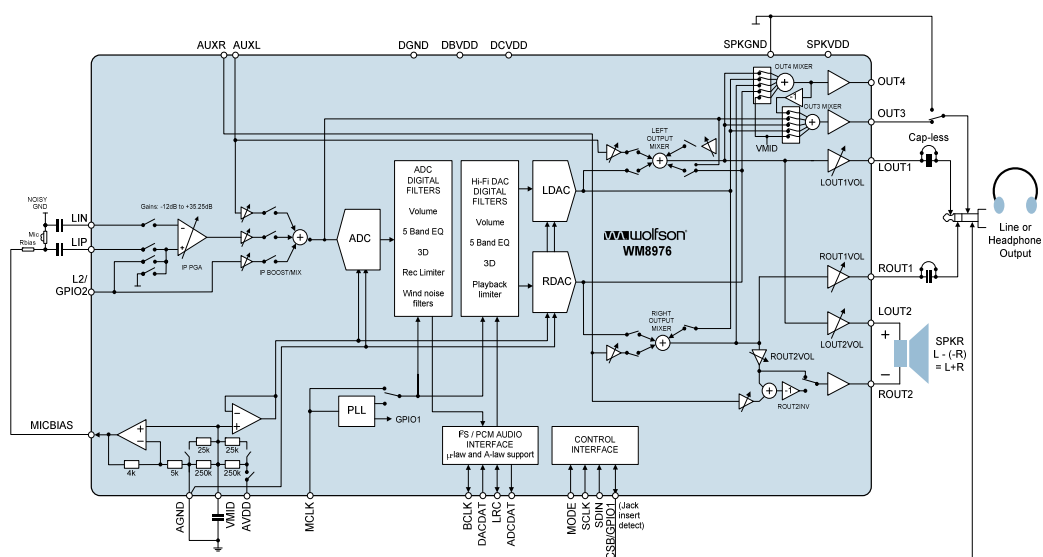 AUXR AUXL
DGND
DBVDD
DCVDD
SPKGND
SPKVDD
OUT4 MIXER
OUT4
-1
OUT3 MIXER
OUT3
VMID
Cap-less
LEFT
OUTPUT
MIXER
LOUT1
LOUT1VOL
NOISY
GND
Mic
Rbias
LIN
LIP
L2/
GPIO2
Gains: -12dB to +35.25dB
−
+
IP PGA
+
IP BOOST/MIX
ADC
ADC
DIGITAL
FILTERS
Volume
5 Band EQ
3D
Rec Limiter
Wind noise
filters
Hi-Fi DAC
DIGITAL
FILTERS
Volume
5 Band EQ
3D
Playback
limiter
LDAC
RDAC
wolfson
WM8976
Line or
Headphone
Output
ROUT1VOL
ROUT1
RIGHT
OUTPUT
MIXER
LOUT2
LOUT2VOL
ROUT2VOL
+
−
SPKR
L - (-R)
= L+R
-1
ROUT2INV
ROUT2
PLL
GPIO1
MICBIAS
+
−
−
+
25k
25k
4k
5k
250k
250k
I²S / PCM AUDIO
INTERFACE
μ-law and A-law support
CONTROL
INTERFACE
AGND
VMID
AVDD
MCLK
BCLK
DACDAT
LRC
ADCDAT
MODE
SCLK
SDIN
CSB/GPIO1
(Jack
insert
detect)